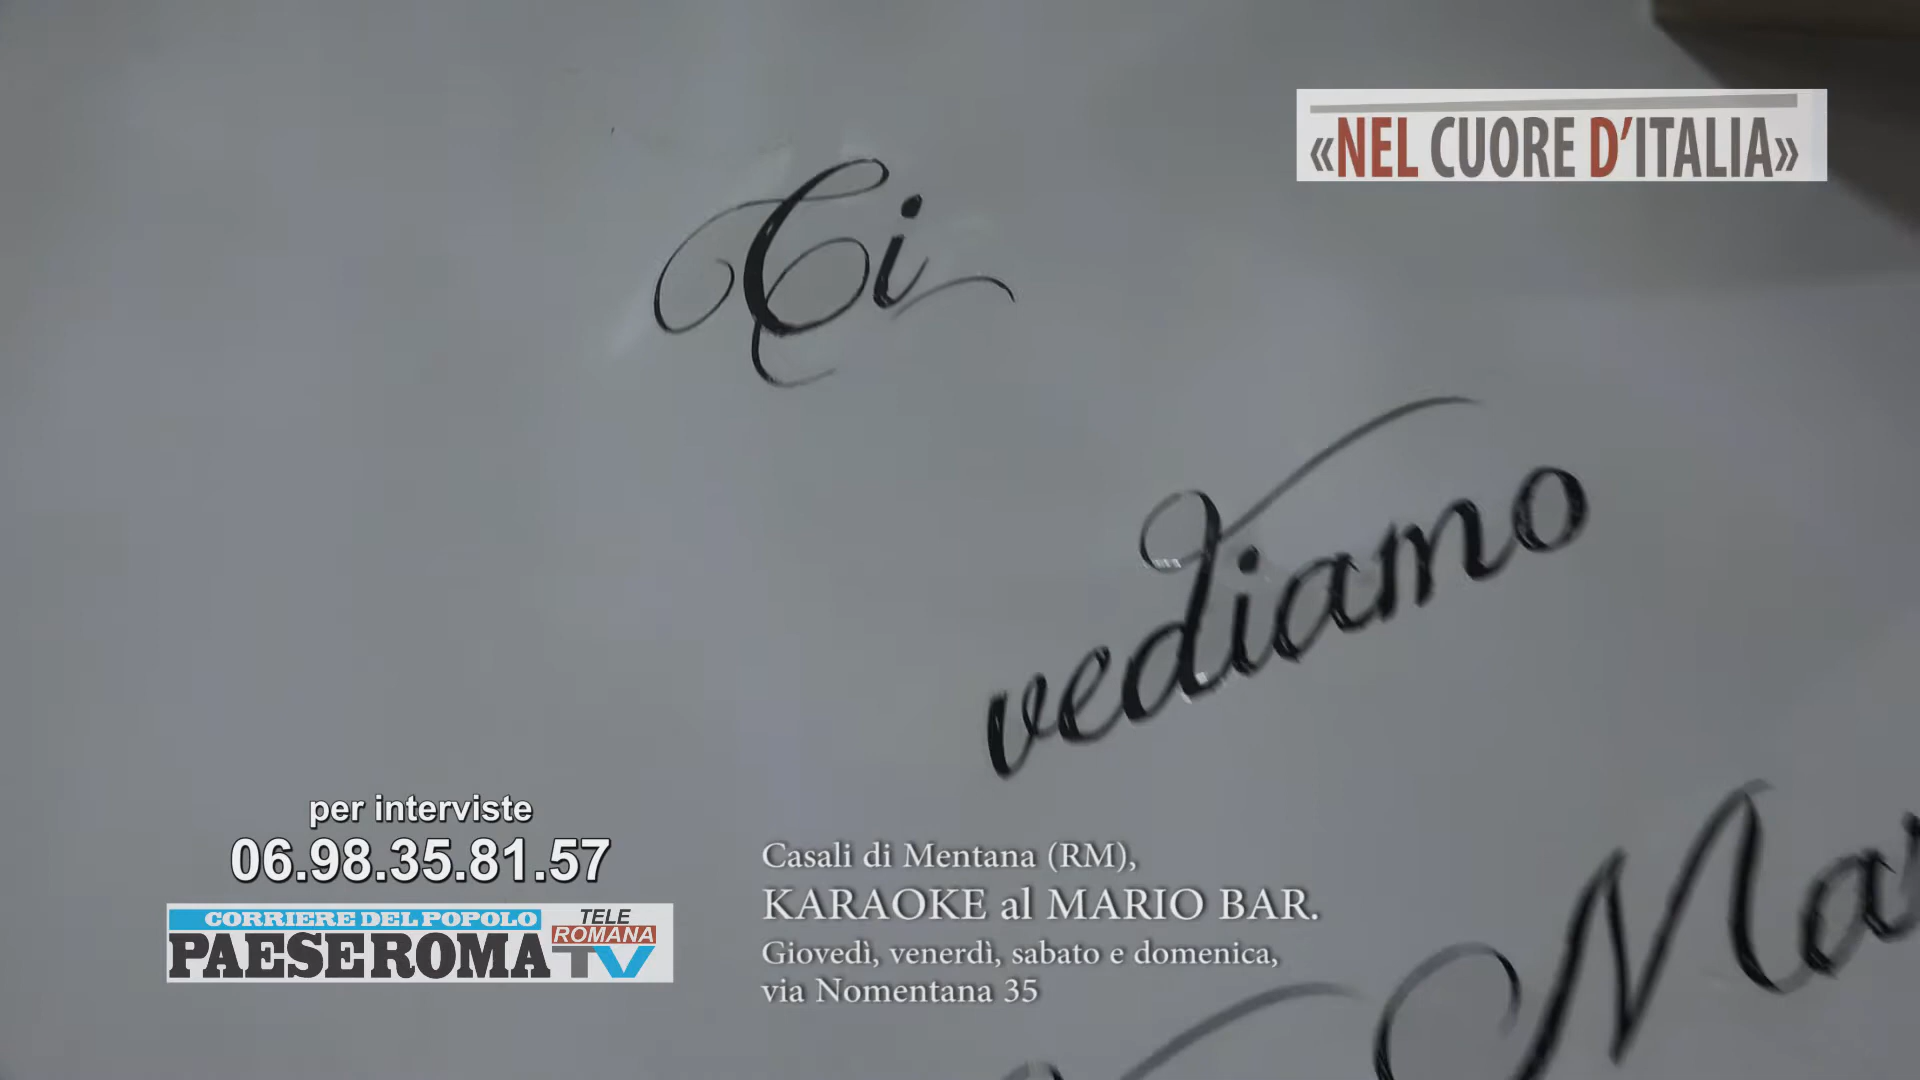 «NEL CUORE D'ITALIA»
Ci
vediamo
per interviste
06.98.35.81.57
CORRIERE DEL POPOLO
PAESEROMA
TELE
ROMANA
TV
Casali di Mentana (RM),
KARAOKE al MARIO BAR.
Giovedì, venerdì, sabato e domenica,
via Nomentana 35